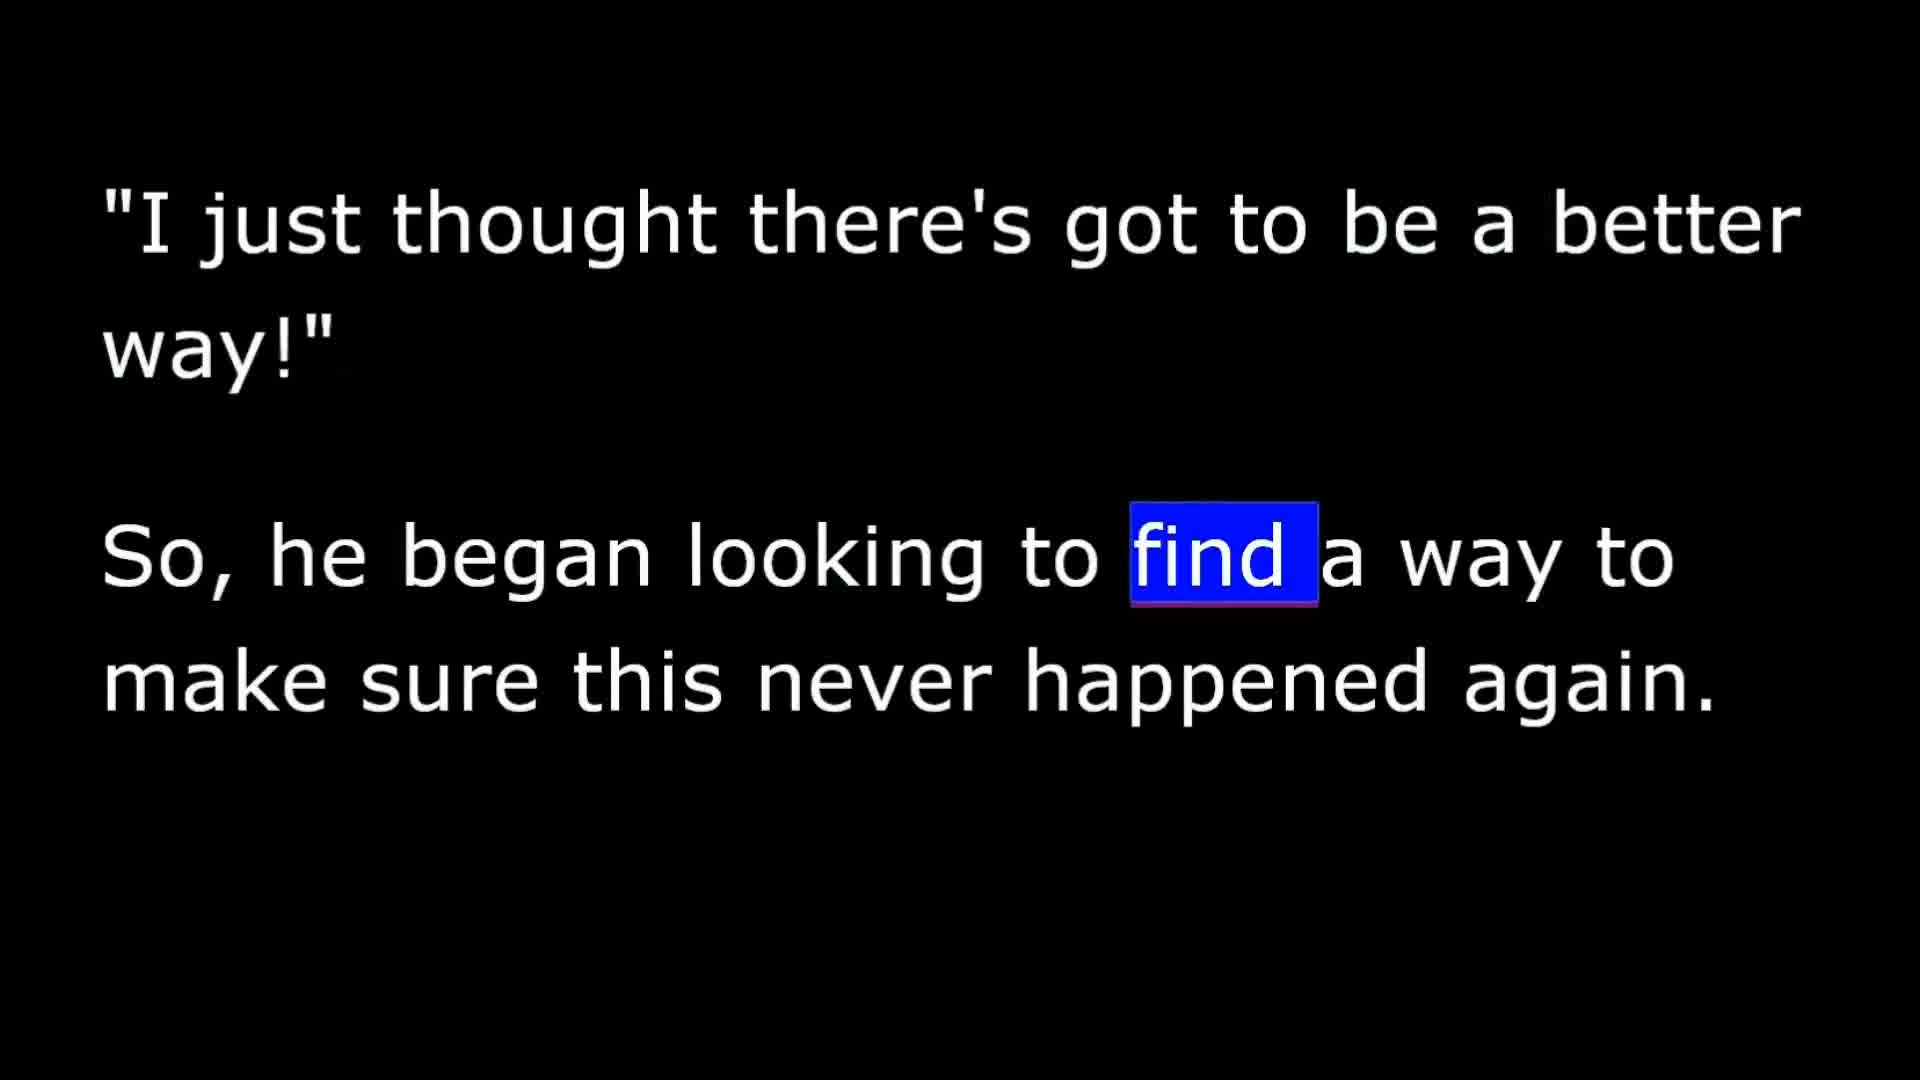 "I just thought there's got to be a better
way!"
So, he began looking to find a way to
make sure this never happened again.